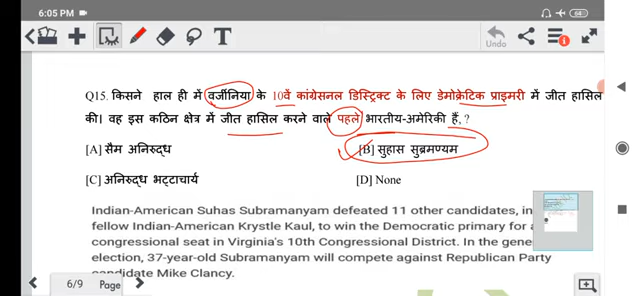 6:05 PM
64
Undo
Q15. किसने हाल ही में वर्जीनिया के 10वें कांग्रेसनल डिस्ट्रिक्ट के लिए डेमोक्रेटिक प्राइमरी में जीत हासिल
की। वह इस कठिन क्षेत्र में जीत हासिल करने वाले पहले भारतीय-अमेरिकी हैं, ?
[A] सैम अनिरुद्ध [B] सुहास सुब्रमण्यम
[C] अनिरुद्ध भट्टाचार्य [D] None
Indian-American Suhas Subramanyam defeated 11 other candidates, in
fellow Indian-American Krystle Kaul, to win the Democratic primary for a
congressional seat in Virginia's 10th Congressional District. In the gene
election, 37-year-old Subramanyam will compete against Republican Party
candidate Mike Clancy.
6/9 Page